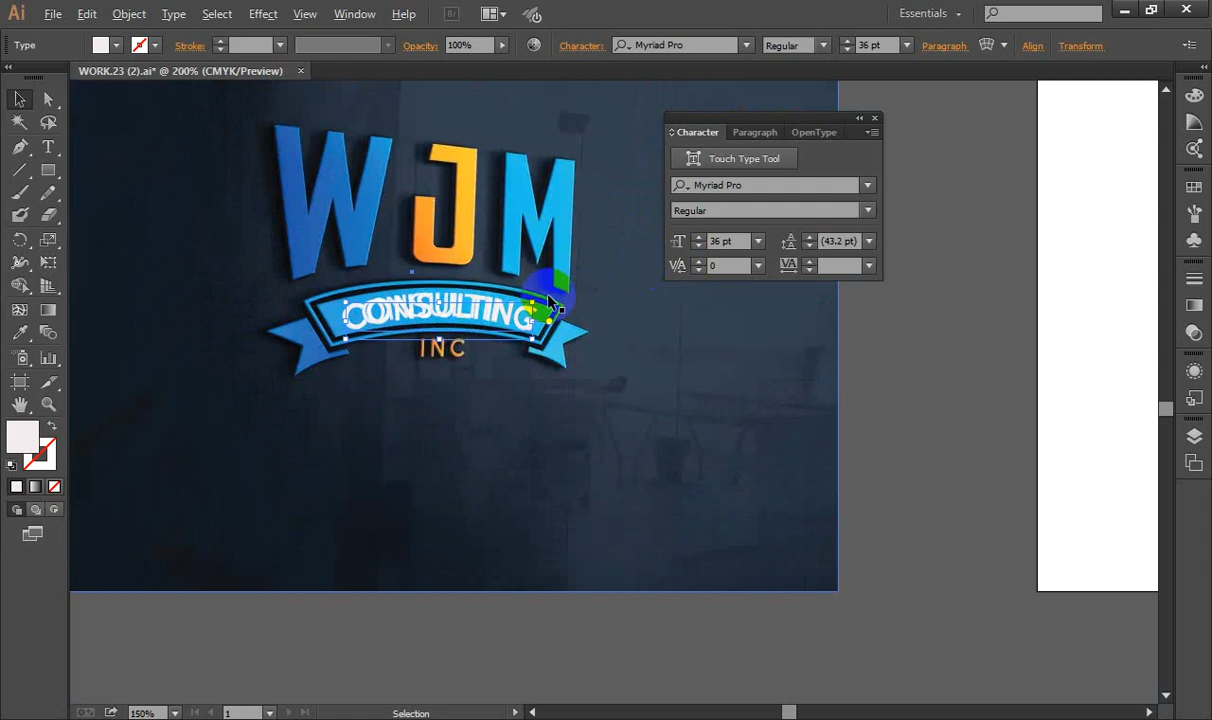 Ai File Edit Object Type Select Effect View Window Help Br Essentials
Type Stroke: Opacity: 100% Character: Myriad Pro Regular 36 pt Paragraph Align Transform
WORK.23 (2).ai* @ 200% (CMYK/Preview)
Character Paragraph OpenType
Touch Type Tool
Myriad Pro
Regular
36 pt (43.2 pt)
0
WJM
CONSULTING
INC
150% 1 Selection